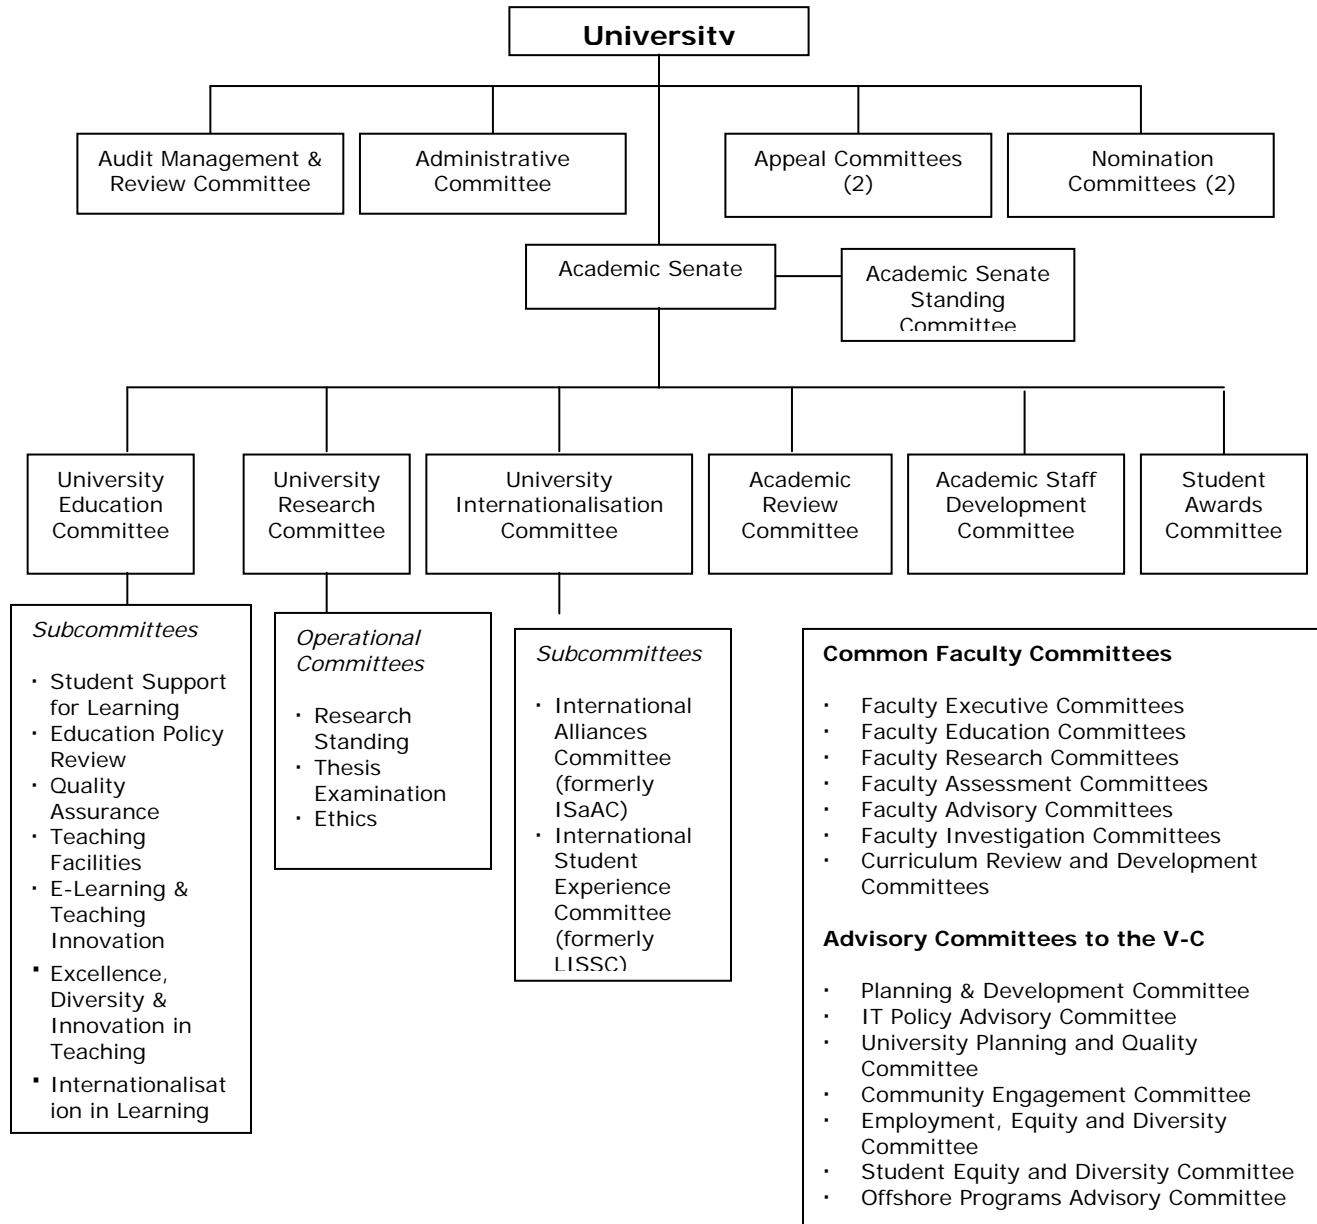 University
Audit Management &
Review Committee
Administrative
Committee
Appeal Committees
(2)
Nomination
Committees (2)
Academic Senate
Academic Senate
Standing
Committee
University
Education
Committee
University
Research
Committee
University
Internationalisation
Committee
Academic
Review
Committee
Academic Staff
Development
Committee
Student
Awards
Committee
Subcommittees
· Student Support
for Learning
· Education Policy
Review
· Quality
Assurance
· Teaching
Facilities
· E-Learning &
Teaching
Innovation
· Excellence,
Diversity &
Innovation in
Teaching
· Internationalisat
ion in Learning
Operational
Committees
· Research
Standing
· Thesis
Examination
· Ethics
Subcommittees
· International
Alliances
Committee
(formerly
ISaAC)
· International
Student
Experience
Committee
(formerly
LISSC)
Common Faculty Committees
· Faculty Executive Committees
· Faculty Education Committees
· Faculty Research Committees
· Faculty Assessment Committees
· Faculty Advisory Committees
· Faculty Investigation Committees
· Curriculum Review and Development
Committees
Advisory Committees to the V-C
· Planning & Development Committee
· IT Policy Advisory Committee
· University Planning and Quality
Committee
· Community Engagement Committee
· Employment, Equity and Diversity
Committee
· Student Equity and Diversity Committee
· Offshore Programs Advisory Committee